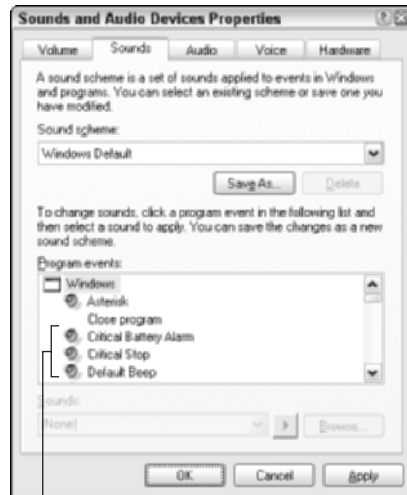 Sounds and Audio Devices Properties
Volume
Sounds
Audio
Voice
Hardware
A sound scheme is a set of sounds applied to events in Windows
and programs. You can select an existing scheme or save one you
have modified.
Sound scheme:
Windows Default
Save As...
Delete
To change sounds, click a program event in the following list and
then select a sound to apply. You can save the changes as a new
sound scheme.
Program events:
Windows
Asterisk
Close program
Critical Battery Alarm
Critical Stop
Default Beep
Sounds:
(None)
Browse...
OK
Cancel
Apply